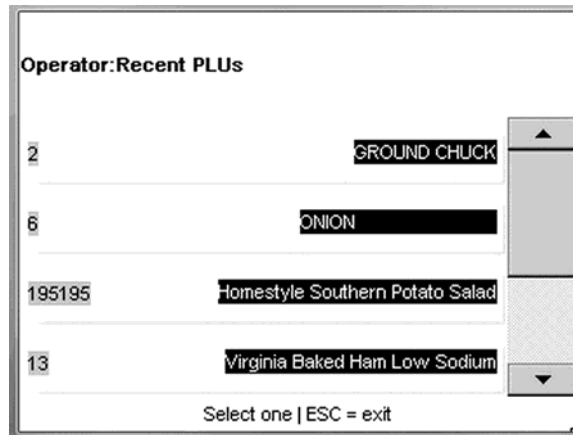 Operator:Recent PLUs
2 GROUND CHUCK
6 ONION
195195 Homestyle Southern Potato Salad
13 Virginia Baked Ham Low Sodium
Select one | ESC = exit